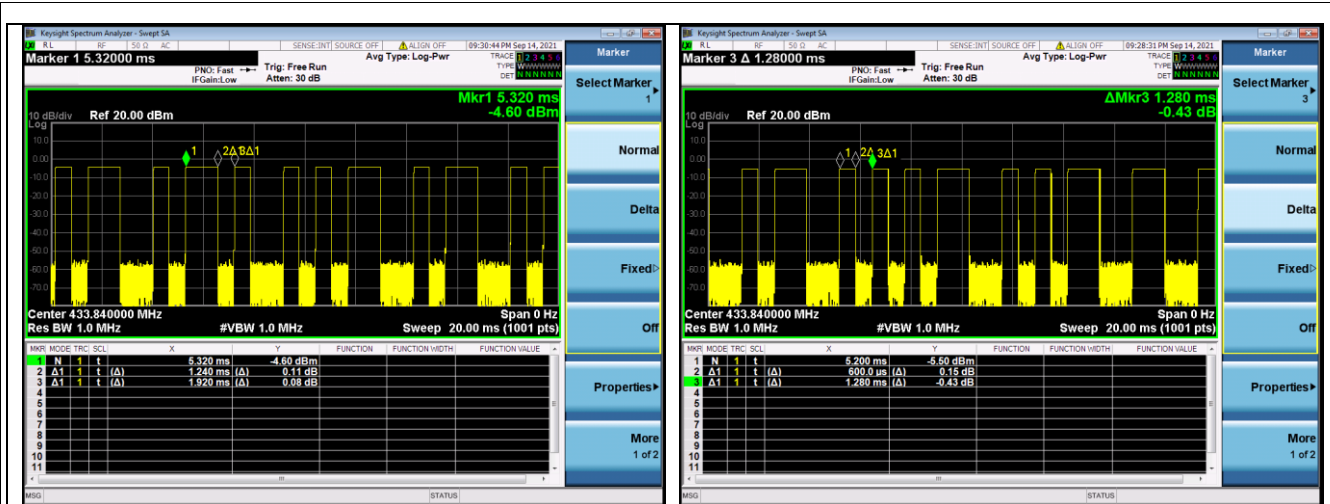 Keysight Spectrum Analyzer - Swept SA
RL RF 50 Ω AC SENSE:INT SOURCE OFF ALIGN OFF 09:30:44 PM Sep 14, 2021
Marker 1 5.32000 ms
PNO: Fast
IFGain:Low
Trig: Free Run
Atten: 30 dB
Avg Type: Log-Pwr
TRACE 1 2 3 4 5 6
TYPE
DET N N N N N N
Mkr1 5.320 ms
-4.60 dBm
10 dB/div Ref 20.00 dBm
Log
10.0
0.00
-10.0
-20.0
-30.0
-40.0
-50.0
-60.0
-70.0
1 2Δ1 3Δ1
Center 433.840000 MHz Span 0 Hz
Res BW 1.0 MHz #VBW 1.0 MHz Sweep 20.00 ms (1001 pts)
MKR MODE TRC SCL X Y FUNCTION FUNCTION WIDTH FUNCTION VALUE
1 N 1 t 5.320 ms -4.60 dBm
2 Δ1 1 t (Δ) 1.240 ms (Δ) 0.11 dB
3 Δ1 1 t (Δ) 1.920 ms (Δ) 0.08 dB
4
5
6
7
8
9
10
11
MSG STATUS
Marker
Select Marker
1
Normal
Delta
Fixed
Off
Properties
More
1 of 2
Keysight Spectrum Analyzer - Swept SA
RL RF 50 Ω AC SENSE:INT SOURCE OFF ALIGN OFF 09:28:31 PM Sep 14, 2021
Marker 3 Δ 1.28000 ms
PNO: Fast
IFGain:Low
Trig: Free Run
Atten: 30 dB
Avg Type: Log-Pwr
TRACE 1 2 3 4 5 6
TYPE
DET N N N N N N
ΔMkr3 1.280 ms
-0.43 dB
10 dB/div Ref 20.00 dBm
Log
10.0
0.00
-10.0
-20.0
-30.0
-40.0
-50.0
-60.0
-70.0
1 2Δ 3Δ1
Center 433.840000 MHz Span 0 Hz
Res BW 1.0 MHz #VBW 1.0 MHz Sweep 20.00 ms (1001 pts)
MKR MODE TRC SCL X Y FUNCTION FUNCTION WIDTH FUNCTION VALUE
1 N 1 t 5.200 ms -5.50 dBm
2 Δ1 1 t (Δ) 600.0 µs (Δ) 0.15 dB
3 Δ1 1 t (Δ) 1.280 ms (Δ) -0.43 dB
4
5
6
7
8
9
10
11
MSG STATUS
Marker
Select Marker
3
Normal
Delta
Fixed
Off
Properties
More
1 of 2